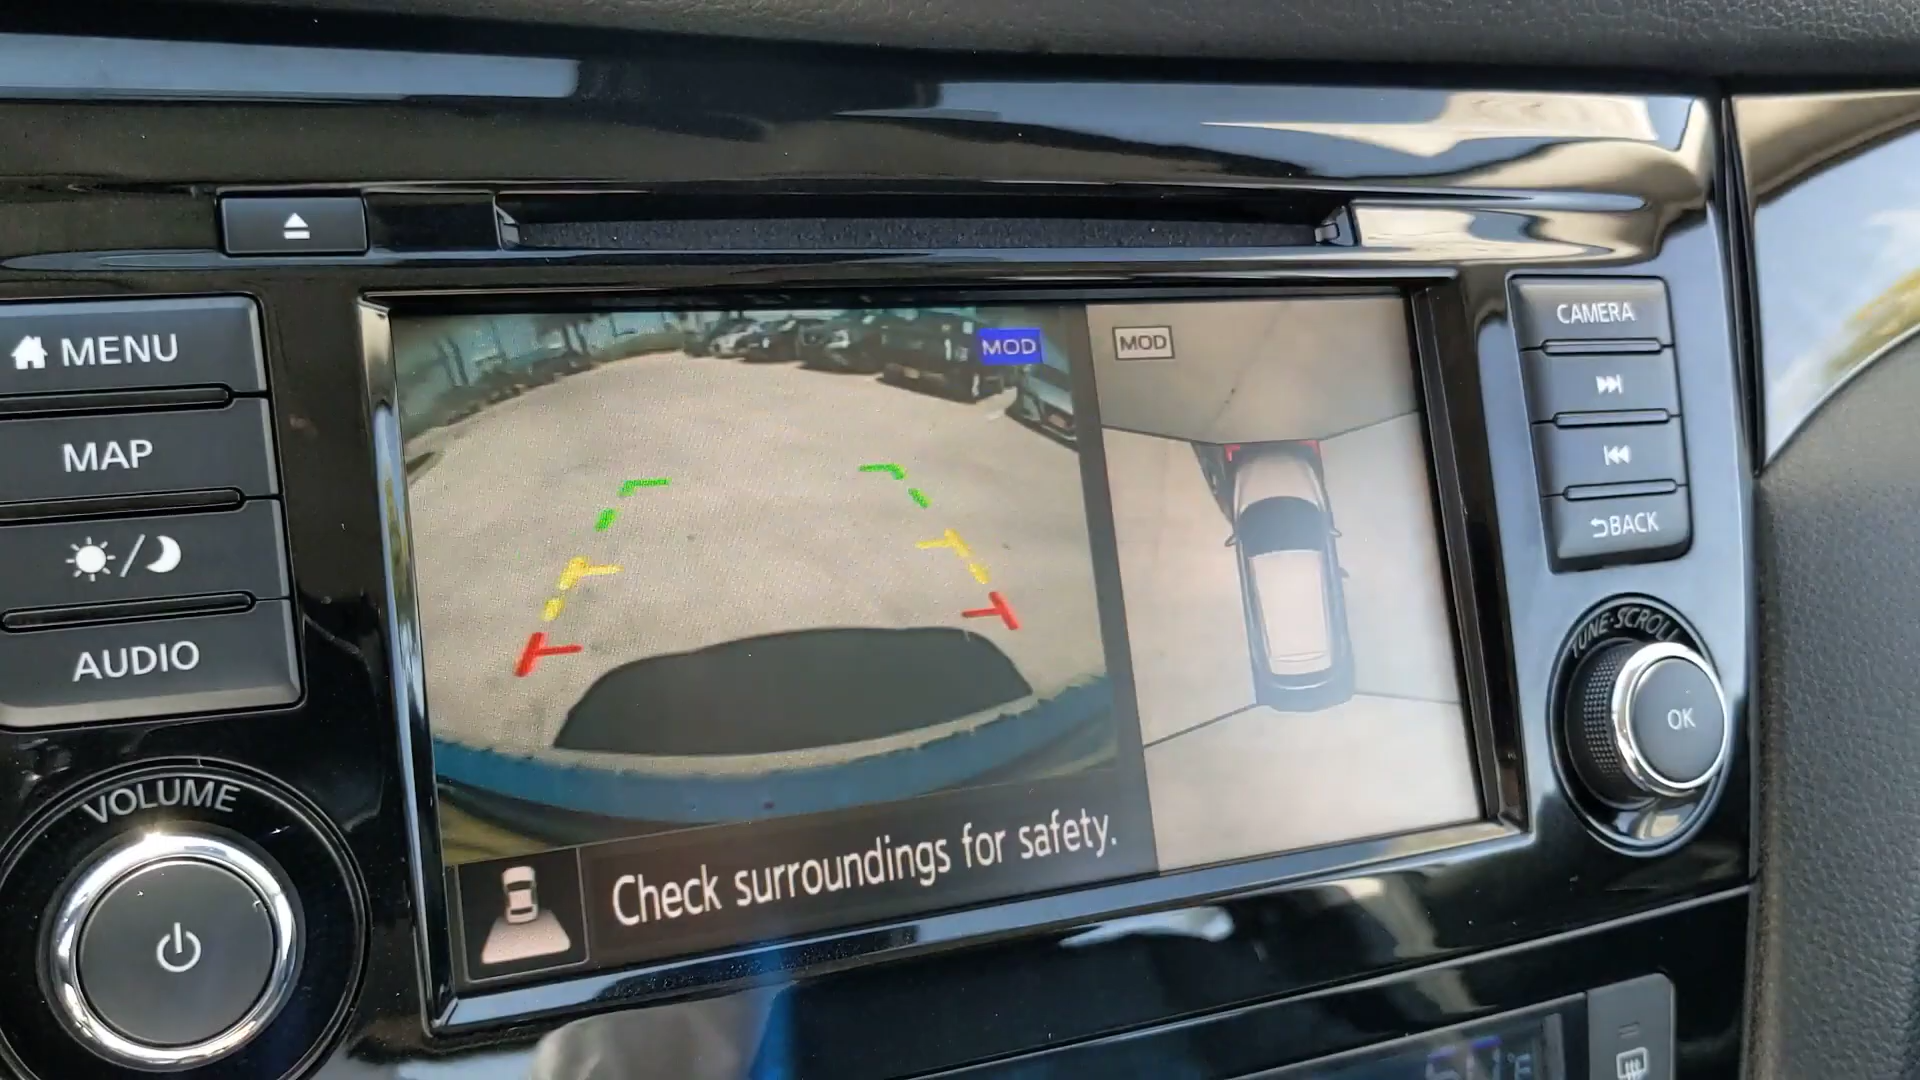 MENU
MAP
AUDIO
VOLUME
MOD
MOD
Check surroundings for safety.
CAMERA
BACK
TUNE·SCROLL
OK